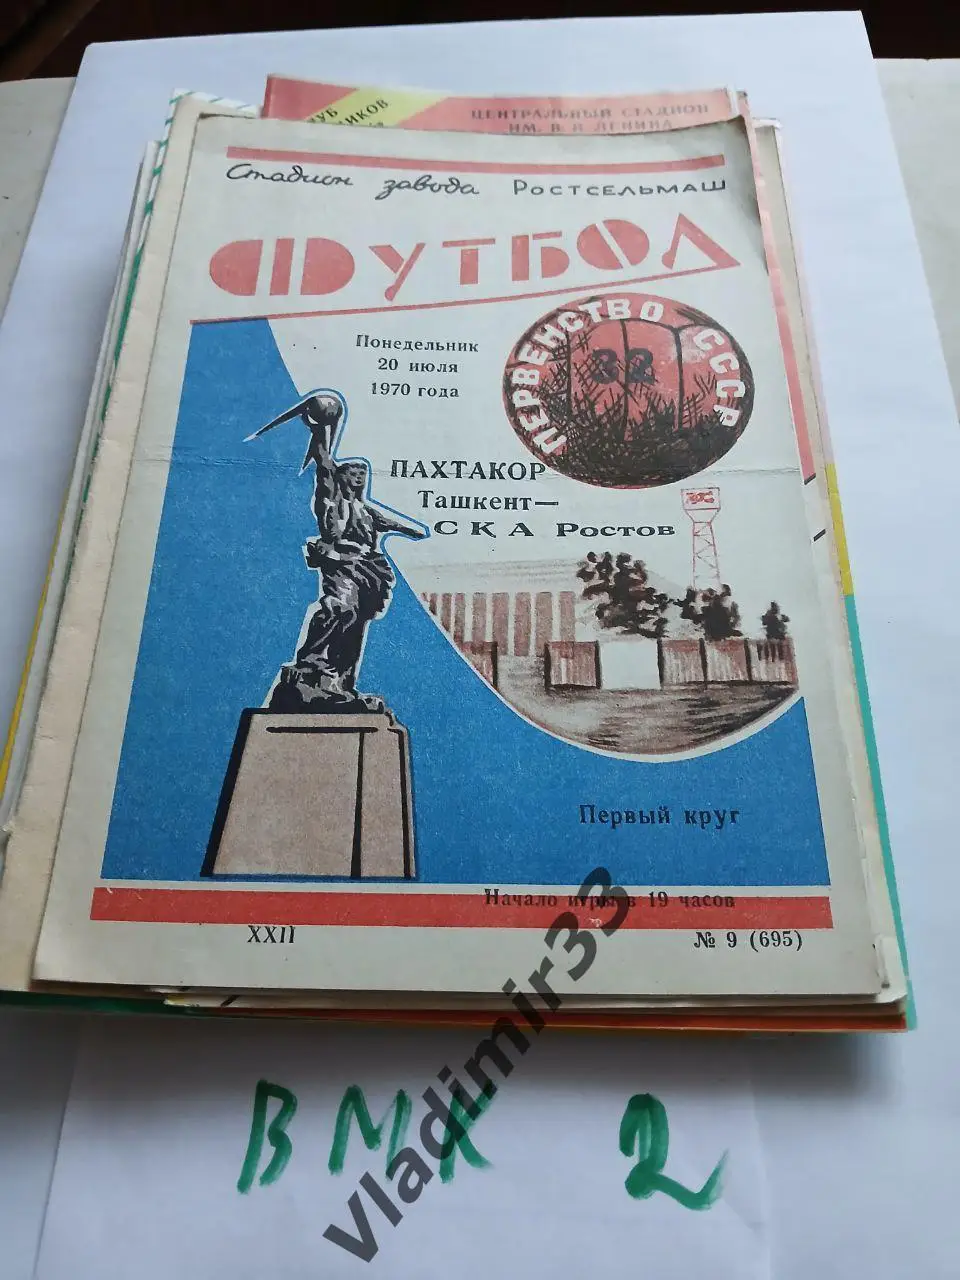 ЦЕНТРАЛЬНЫЙ СТАДИОН
ИМ. В И ЛЕНИНА
Стадион завода РОСТСЕЛЬМАШ
ФУТБОЛ
Понедельник
20 июля
1970 года
ПЕРВЕНСТВО СССР
32
ПАХТАКОР
Ташкент—
СКА Ростов
Первый круг
Начало игры в 19 часов
XXII
№ 9 (695)
ВМК 2
vladimir33